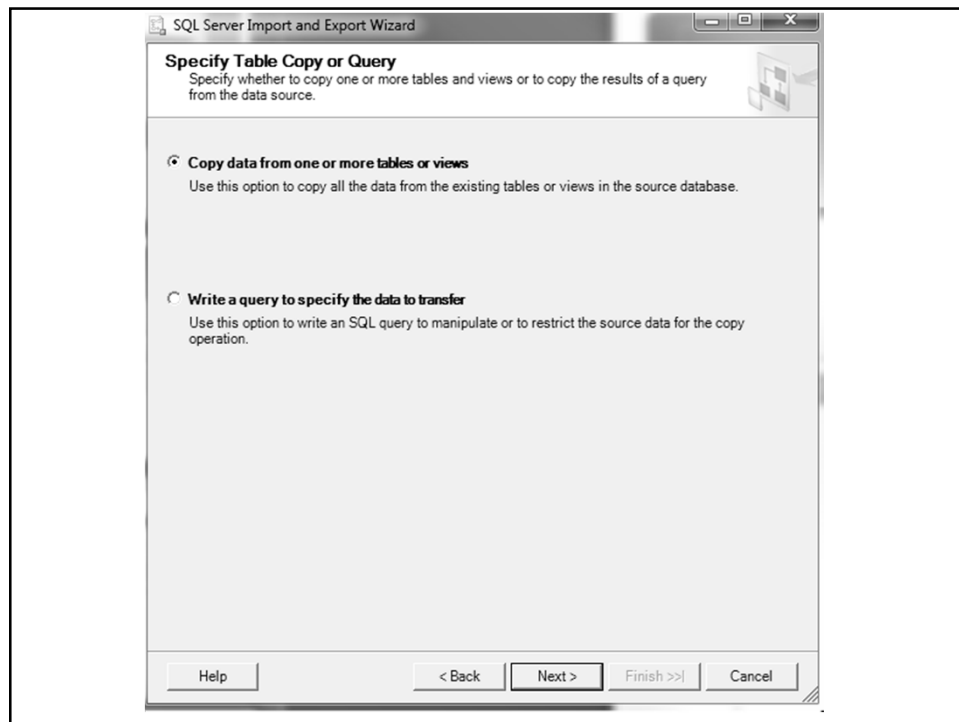 SQL Server Import and Export Wizard
Specify Table Copy or Query
Specify whether to copy one or more tables and views or to copy the results of a query
from the data source.
Copy data from one or more tables or views
Use this option to copy all the data from the existing tables or views in the source database.
Write a query to specify the data to transfer
Use this option to write an SQL query to manipulate or to restrict the source data for the copy
operation.
Help
< Back
Next >
Finish >>|
Cancel